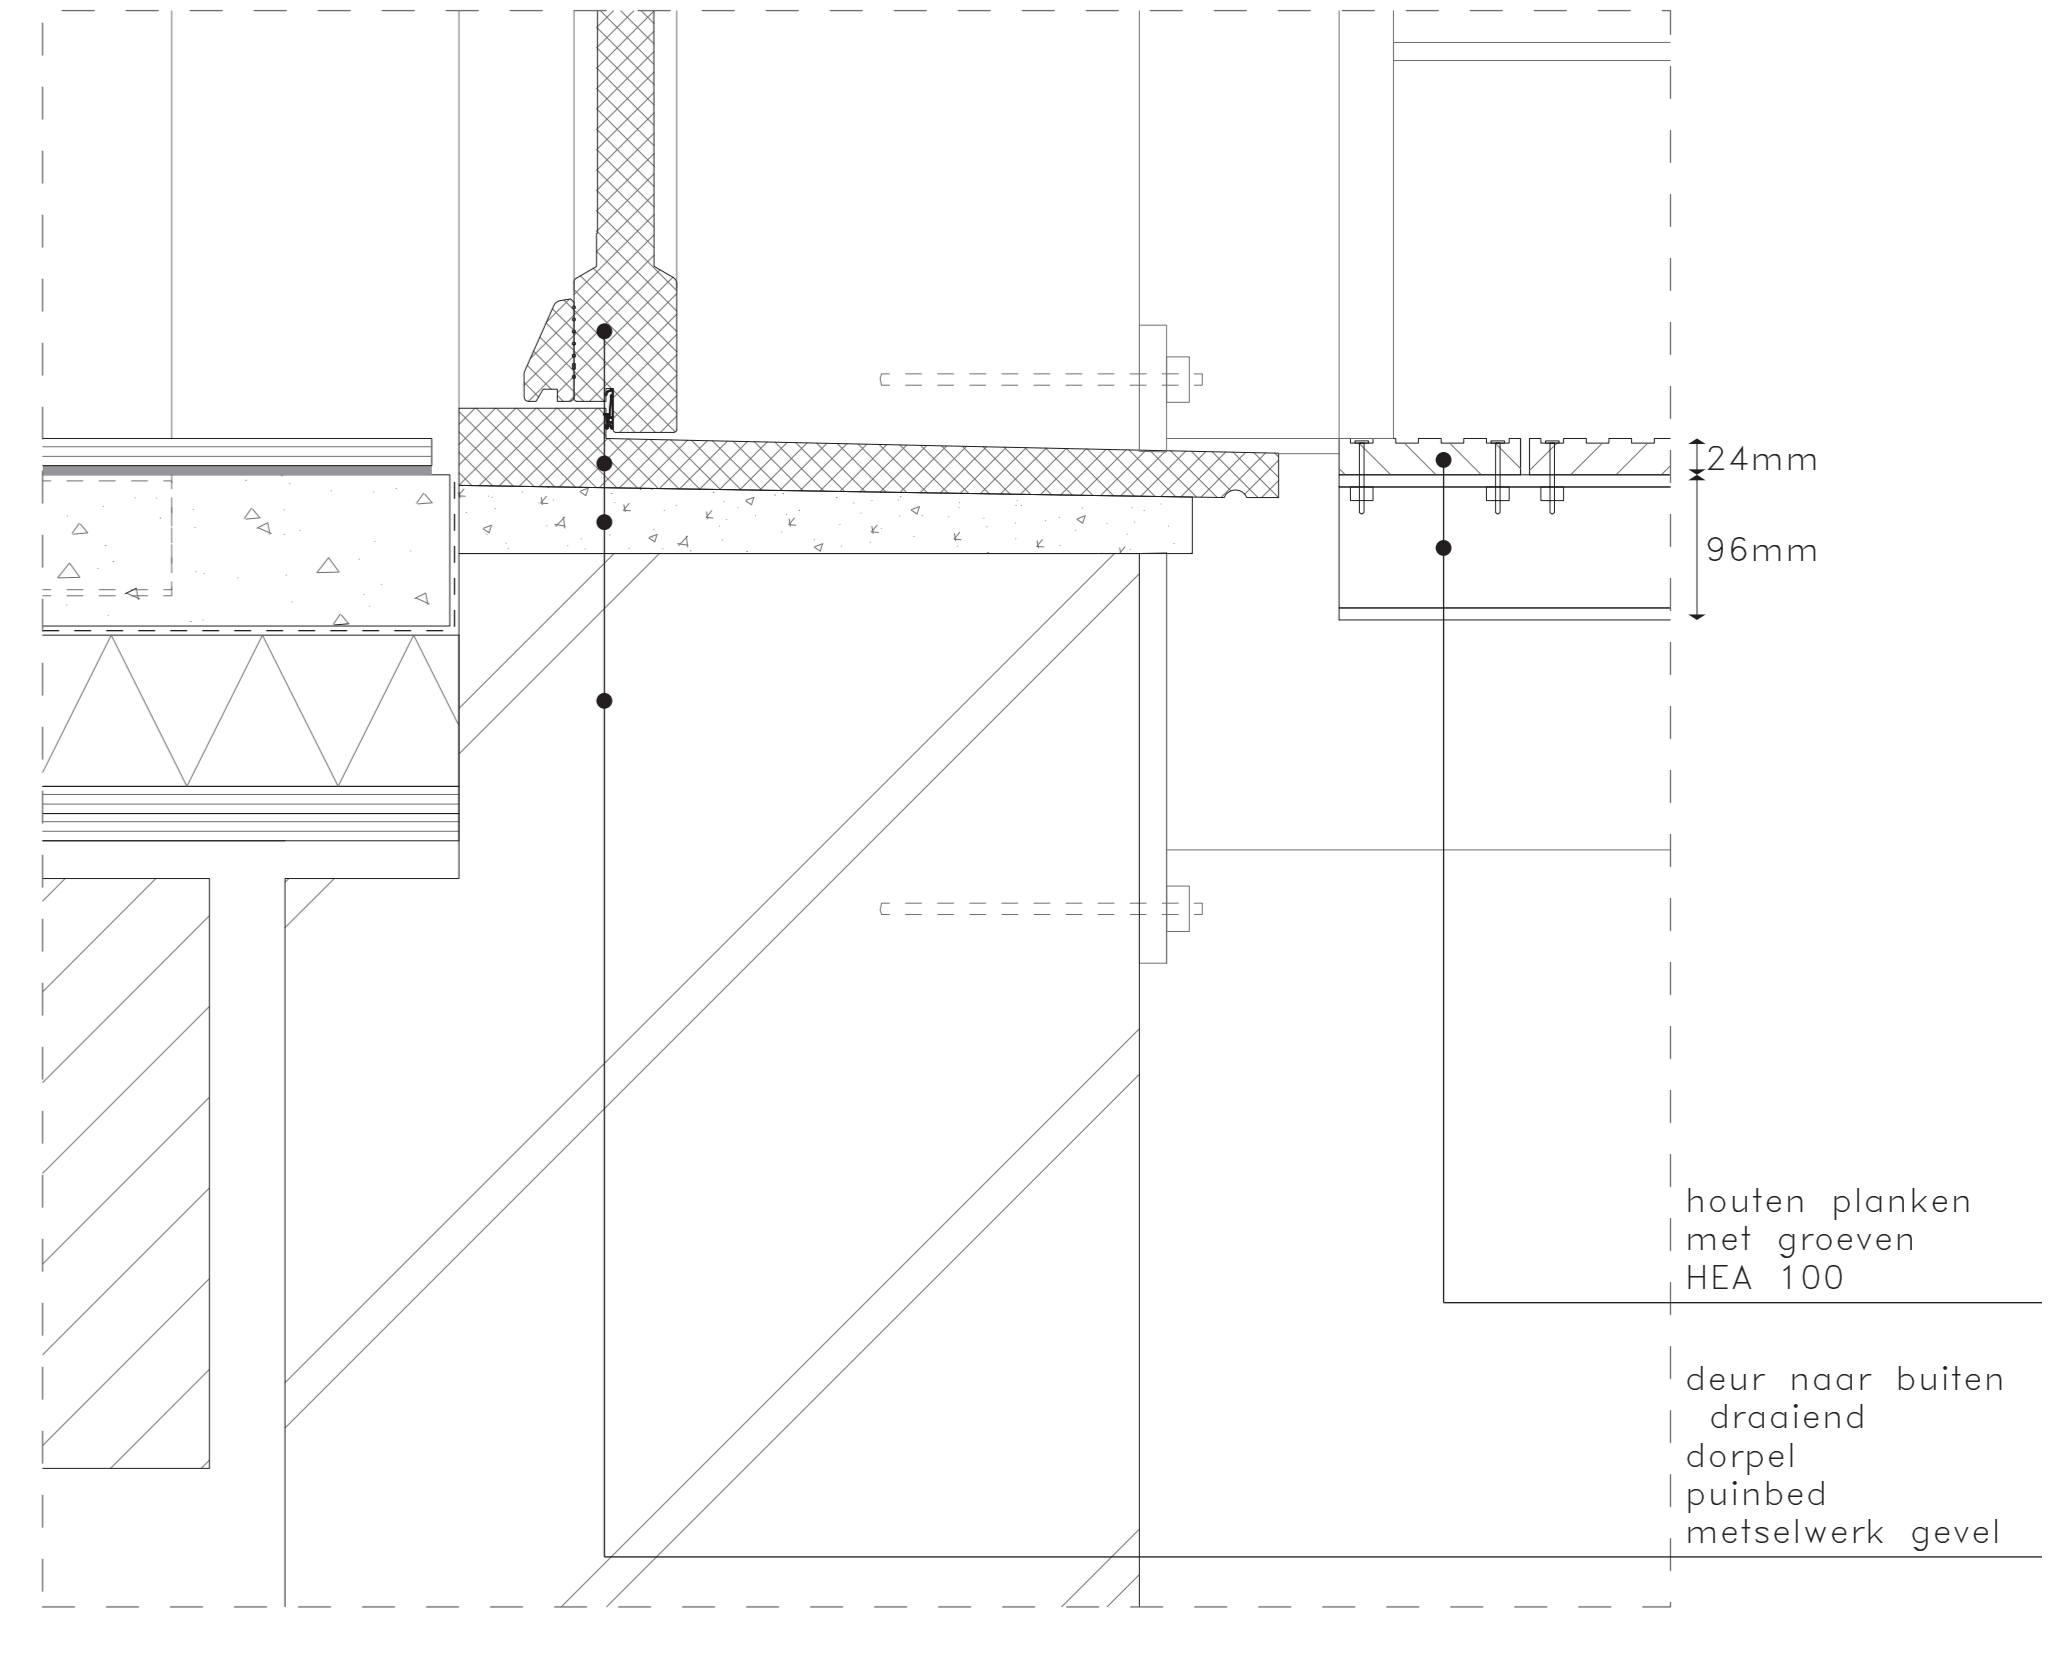 24mm
96mm
houten planken
met groeven
HEA 100
deur naar buiten
draaiend
dorpel
puinbed
metselwerk gevel